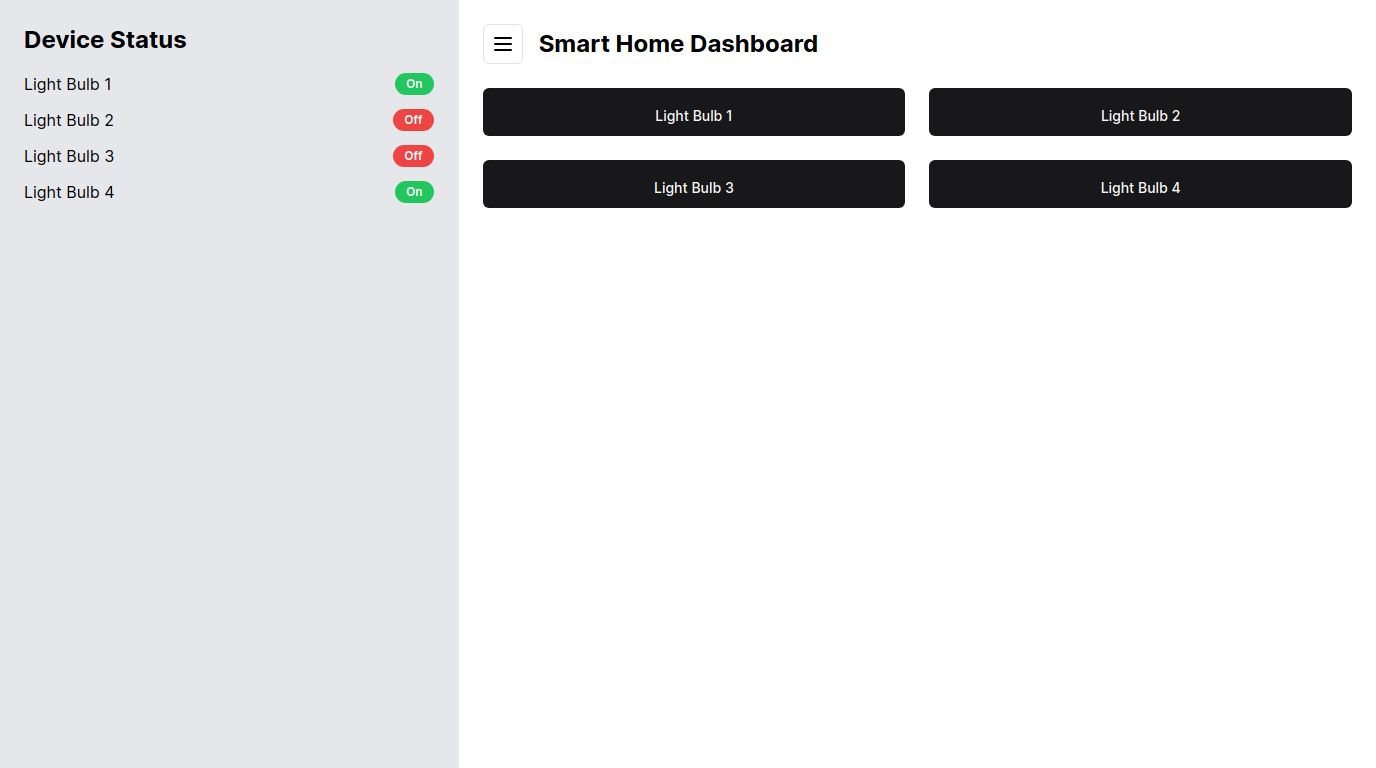 Device Status
Light Bulb 1 On
Light Bulb 2 Off
Light Bulb 3 Off
Light Bulb 4 On
Smart Home Dashboard
Light Bulb 1 Light Bulb 2
Light Bulb 3 Light Bulb 4